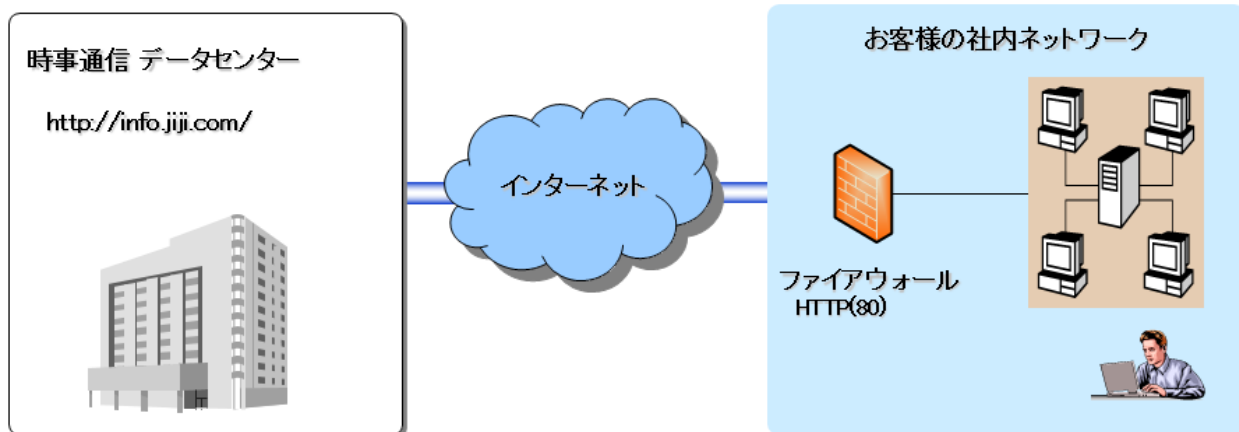 時事通信 データセンター
http://info.jiji.com/
インターネット
お客様の社内ネットワーク
ファイアウォール
HTTP(80)